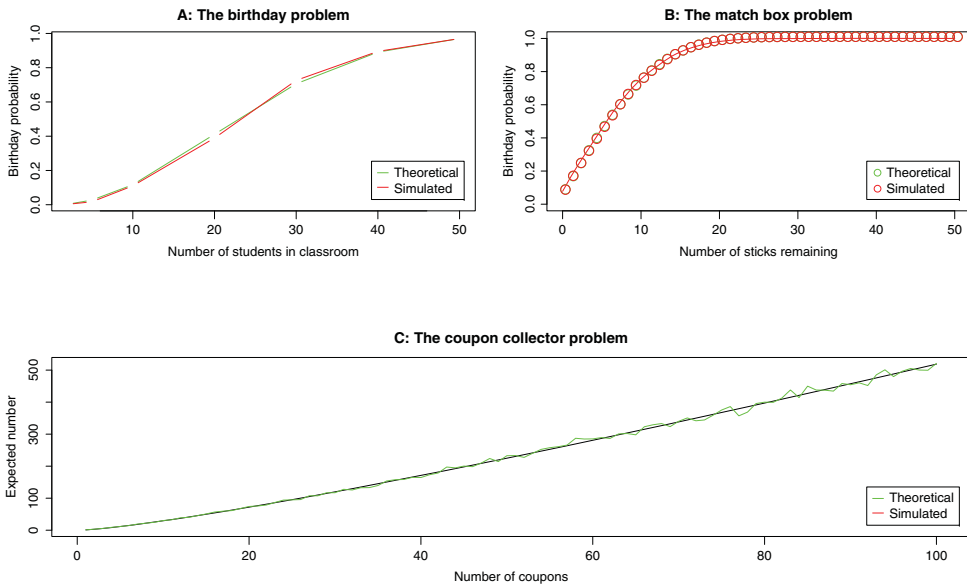 A: The birthday problem
Birthday probability
0.0
0.2
0.4
0.6
0.8
1.0
Theoretical
Simulated
10 20 30 40 50
Number of students in classroom
B: The match box problem
Birthday probability
0.0
0.2
0.4
0.6
0.8
1.0
Theoretical
Simulated
0 10 20 30 40 50
Number of sticks remaining
C: The coupon collector problem
Expected number
0
100
300
500
Theoretical
Simulated
0 20 40 60 80 100
Number of coupons